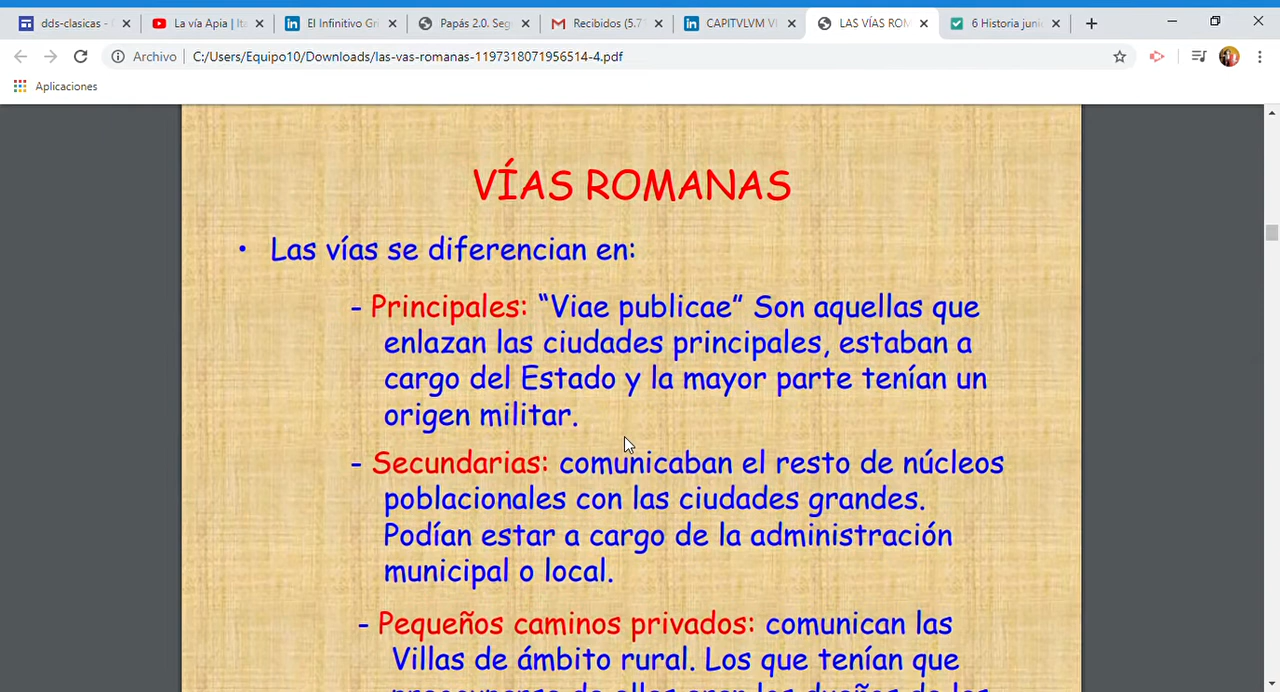 dds-clasicas -
La vía Apia | Ita
El Infinitivo Gri
Papás 2.0. Seg
Recibidos (5.7
CAPITVLVM V
LAS VÍAS ROM
6 Historia juni
Archivo
C:/Users/Equipo10/Downloads/las-vas-romanas-1197318071956514-4.pdf
Aplicaciones
VÍAS ROMANAS
• Las vías se diferencian en:
- Principales: “Viae publicae” Son aquellas que
enlazan las ciudades principales, estaban a
cargo del Estado y la mayor parte tenían un
origen militar.
- Secundarias: comunicaban el resto de núcleos
poblacionales con las ciudades grandes.
Podían estar a cargo de la administración
municipal o local.
- Pequeños caminos privados: comunican las
Villas de ámbito rural. Los que tenían que